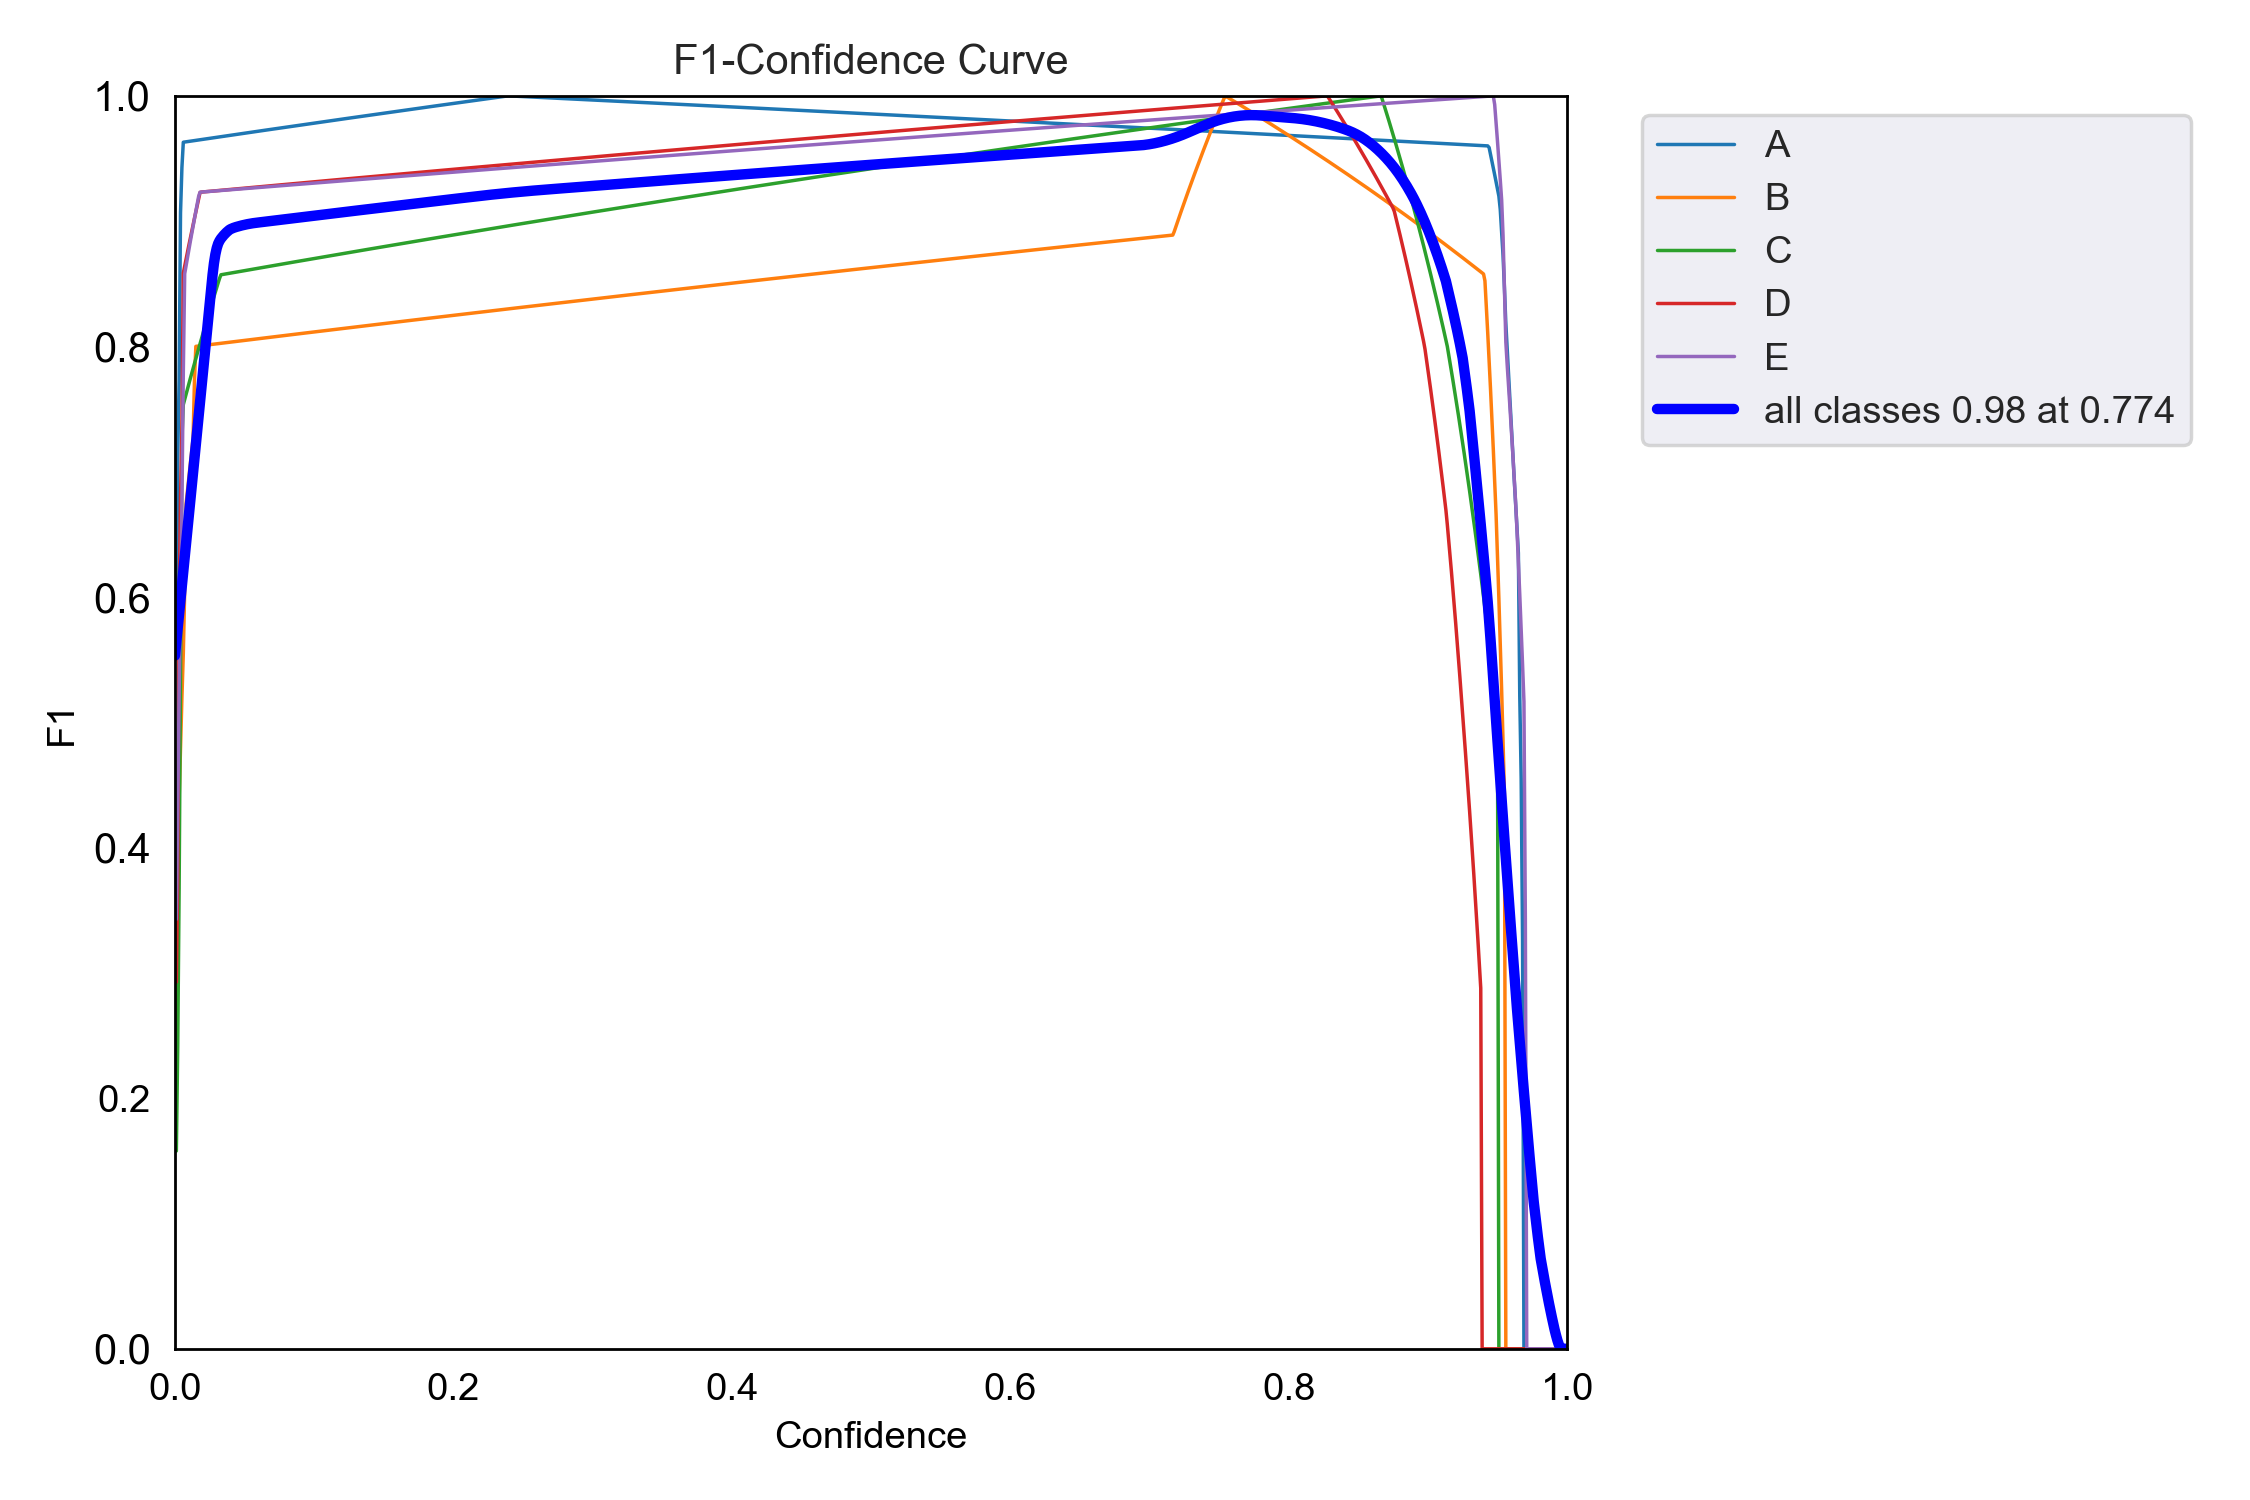 F1-Confidence Curve
1.0
0.8
0.6
0.4
0.2
0.0
F1
0.0 0.2 0.4 0.6 0.8 1.0
Confidence
A
B
C
D
E
all classes 0.98 at 0.774